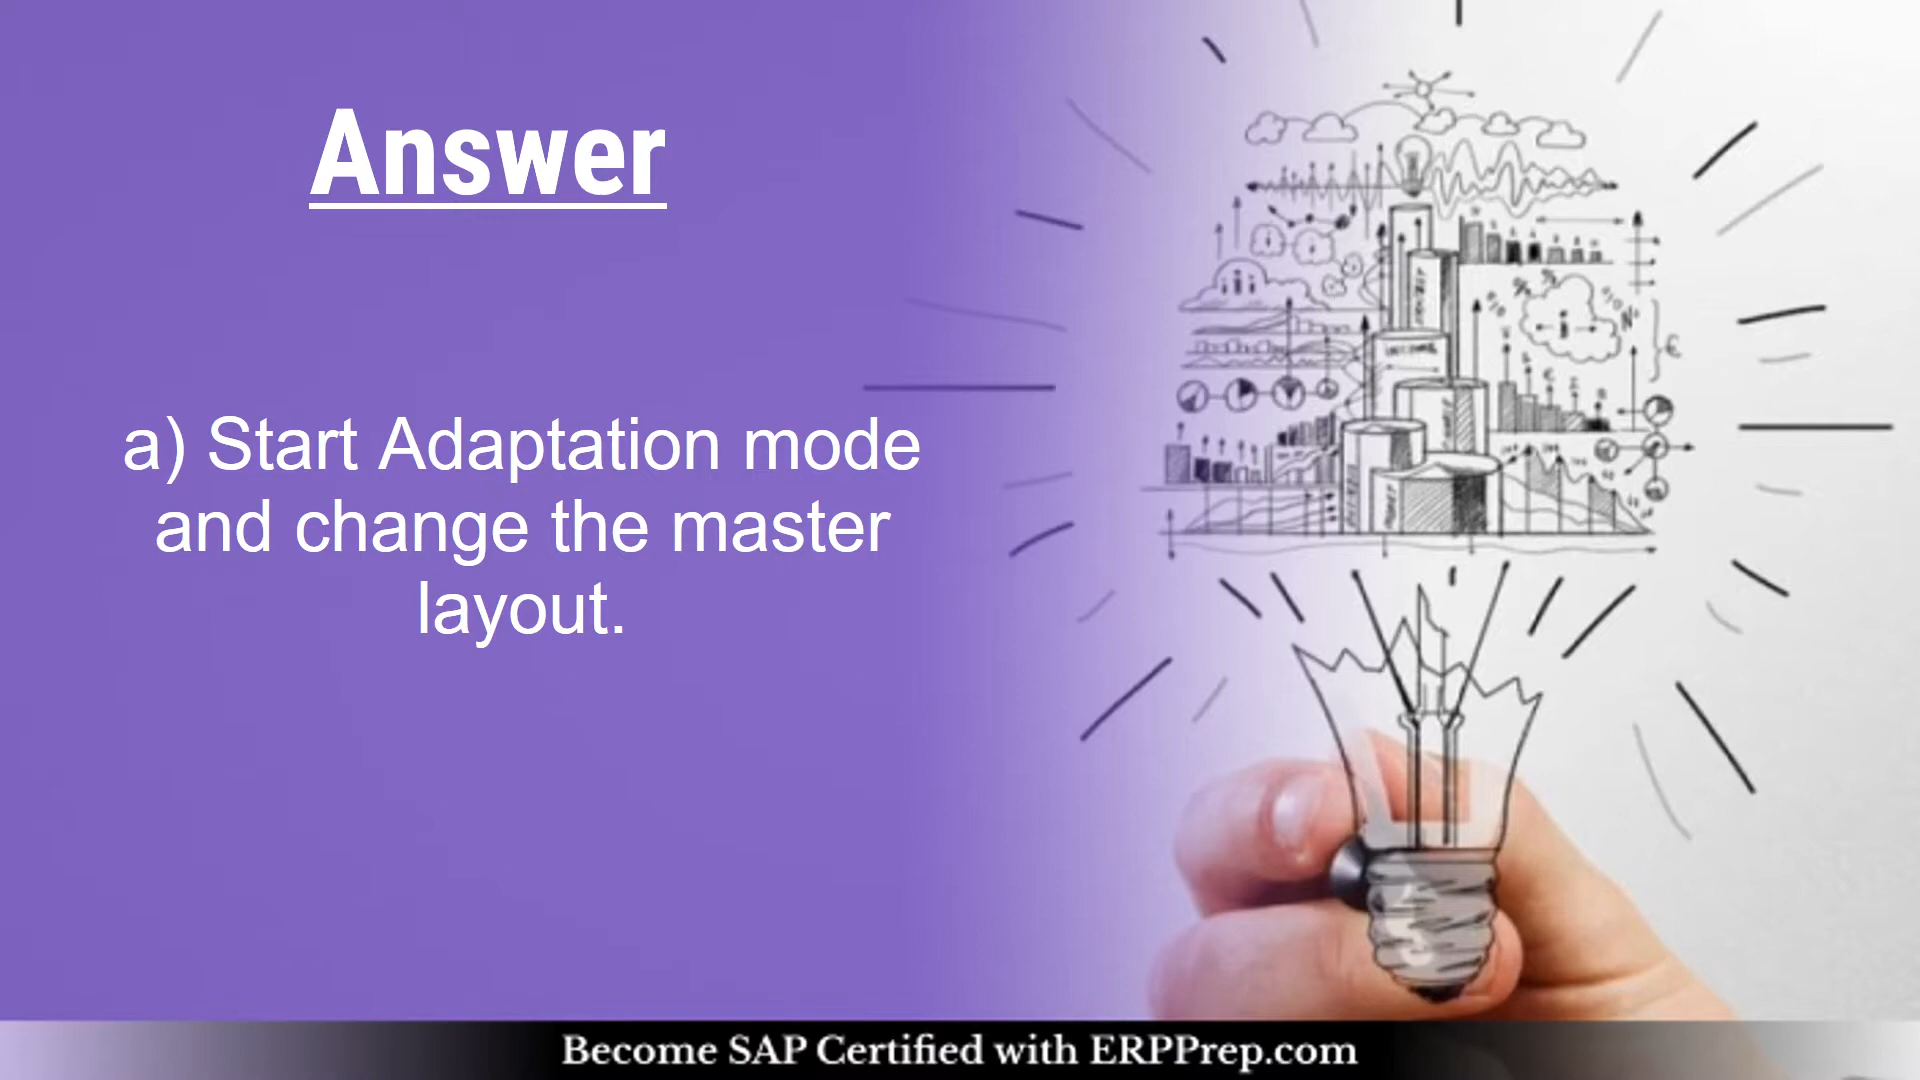 Answer
a) Start Adaptation mode
and change the master
layout.
Become SAP Certified with ERPPrep.com